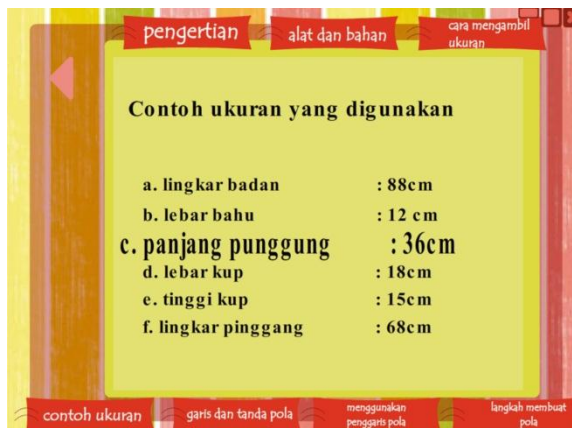 pengertian
alat dan bahan
cara mengambil
ukuran
Contoh ukuran yang digunakan
a. lingkar badan : 88cm
b. lebar bahu : 12 cm
c. panjang punggung : 36cm
d. lebar kup : 18cm
e. tinggi kup : 15cm
f. lingkar pinggang : 68cm
contoh ukuran
garis dan tanda pola
menggunakan
penggaris pola
langkah membuat
pola